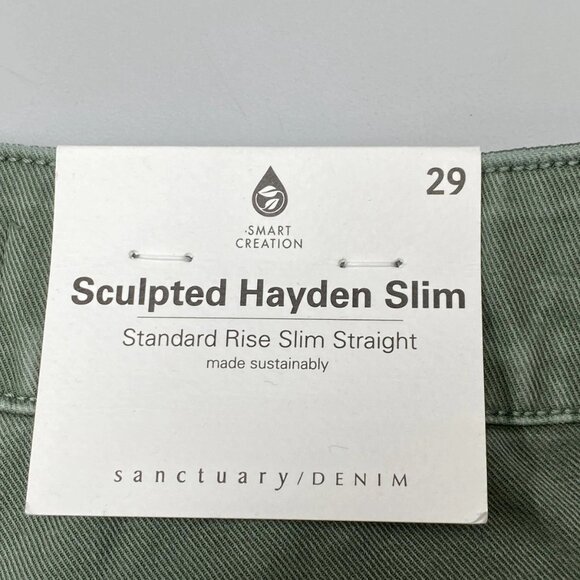 29
·SMART
CREATION
Sculpted Hayden Slim
Standard Rise Slim Straight
made sustainably
sanctuary/DENIM